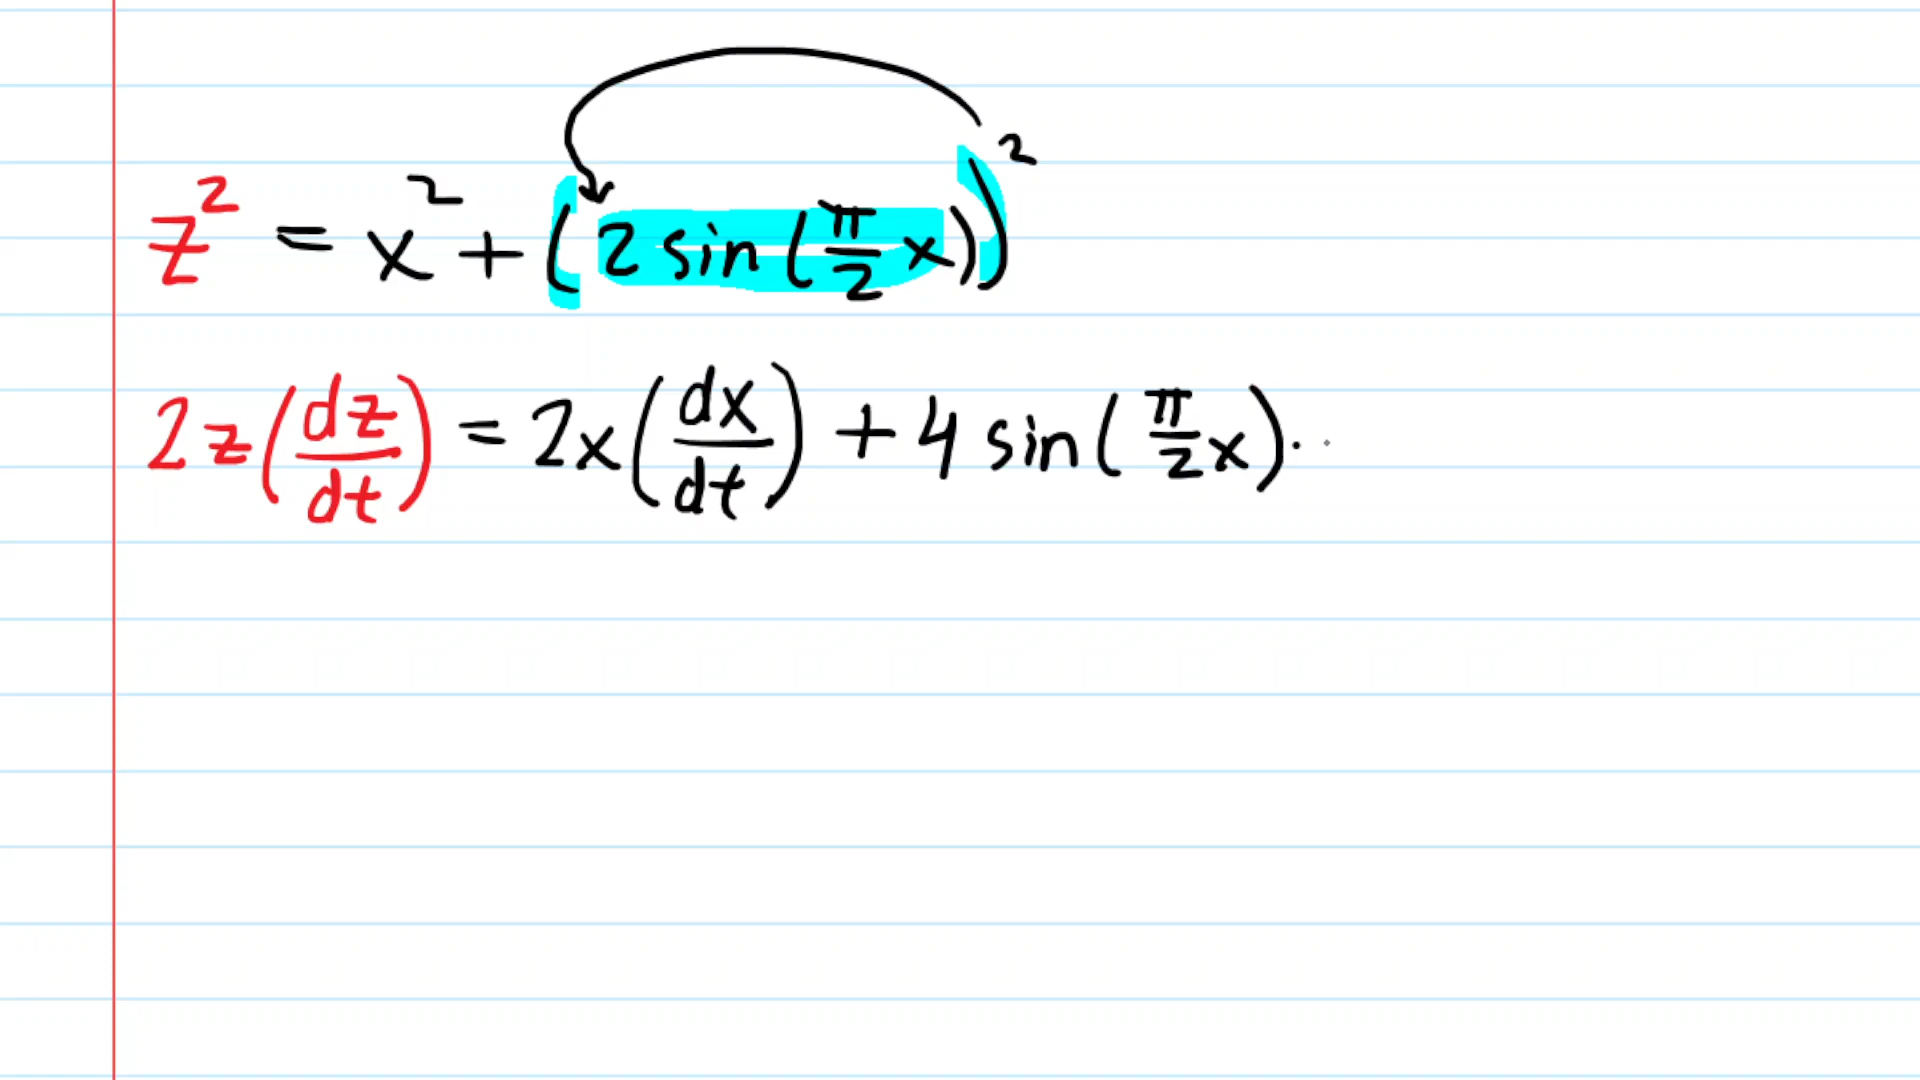 z² = x² + (2 sin(π/2 x))²
2z(dz/dt) = 2x(dx/dt) + 4 sin(π/2 x)·